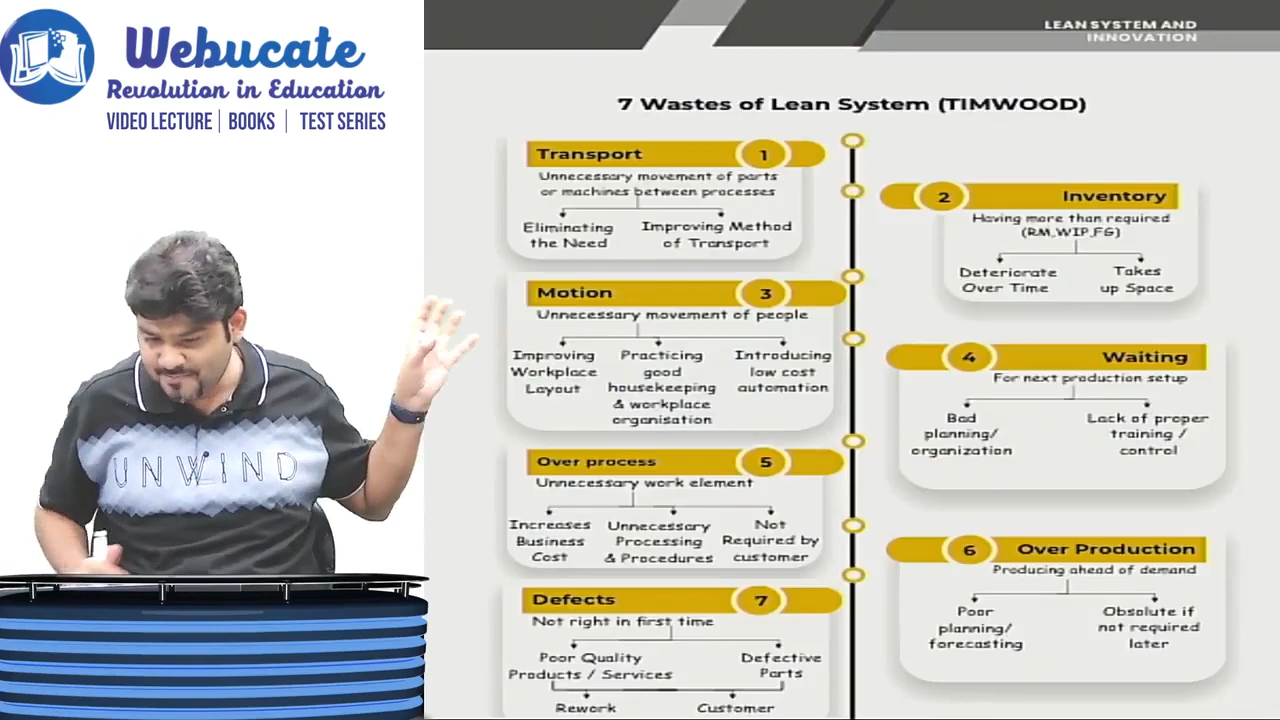 Webucate
Revolution in Education
VIDEO LECTURE | BOOKS | TEST SERIES
UNWIND
LEAN SYSTEM AND
INNOVATION
7 Wastes of Lean System (TIMWOOD)
Transport 1
Unnecessary movement of parts
or machines between processes
Eliminating
the Need
Improving Method
of Transport
2 Inventory
Having more than required
(RM,WIP,FG)
Deteriorate
Over Time
Takes
up Space
Motion 3
Unnecessary movement of people
Improving
Workplace
Layout
Practicing
good
housekeeping
& workplace
organisation
Introducing
low cost
automation
4 Waiting
For next production setup
Bad
planning/
organization
Lack of proper
training /
control
Over process 5
Unnecessary work element
Increases
Business
Cost
Unnecessary
Processing
& Procedures
Not
Required by
customer
6 Over Production
Producing ahead of demand
Poor
planning/
forecasting
Obsolute if
not required
later
Defects 7
Not right in first time
Poor Quality
Products / Services
Defective
Parts
Rework
Customer